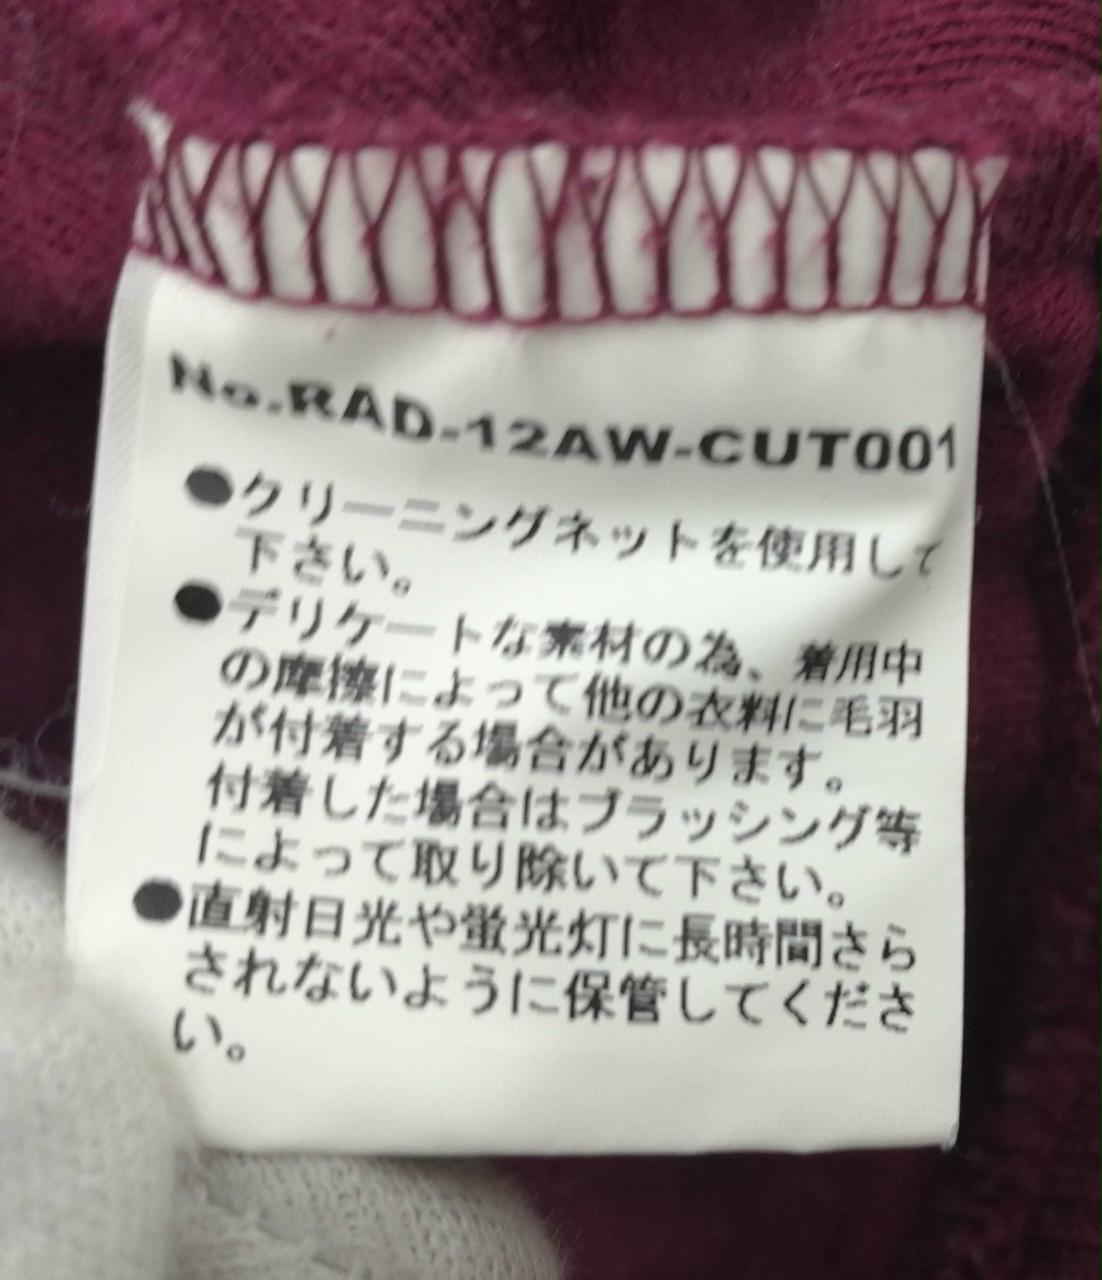 No.RAD-12AW-CUT001
●クリーニングネットを使用して
下さい。
●デリケートな素材の為、着用中
の摩擦によって他の衣料に毛羽
が付着する場合があります。
付着した場合はブラッシング等
によって取り除いて下さい。
●直射日光や蛍光灯に長時間さら
されないように保管してくださ
い。